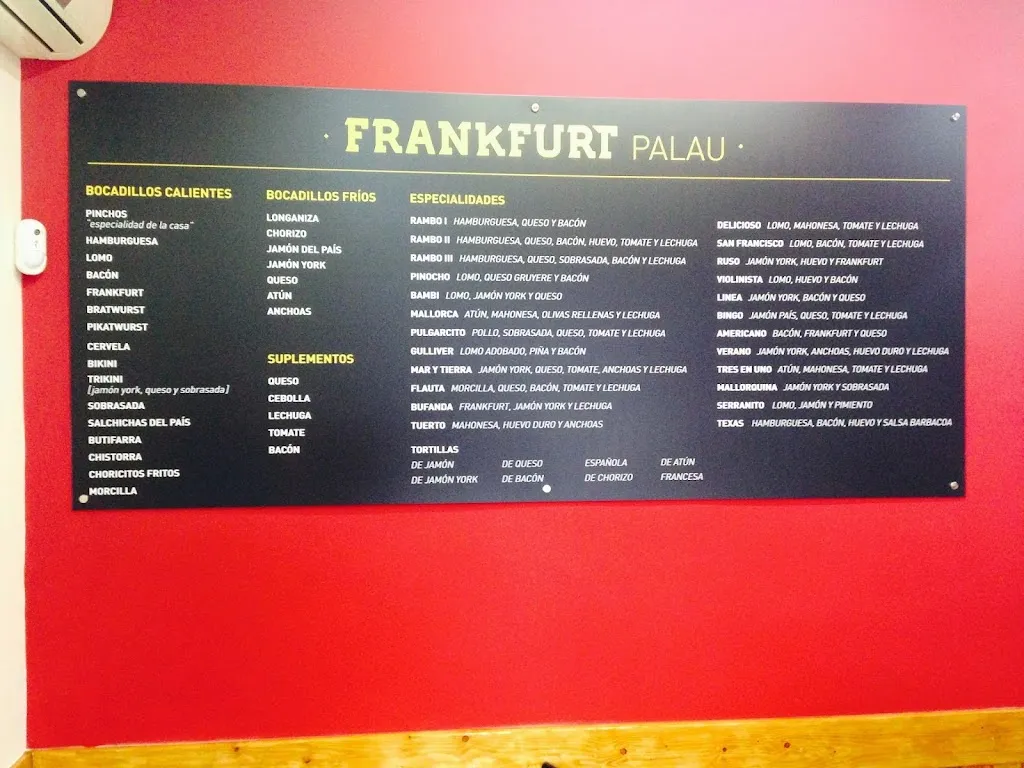 FRANKFURT PALAU
BOCADILLOS CALIENTES
PINCHOS
"especialidad de la casa"
HAMBURGUESA
LOMO
BACÓN
FRANKFURT
BRATWURST
PIKATWURST
CERVELA
BIKINI
TRIKINI
[jamón york, queso y sobrasada]
SOBRASADA
SALCHICHAS DEL PAÍS
BUTIFARRA
CHISTORRA
CHORICITOS FRITOS
MORCILLA
BOCADILLOS FRÍOS
LONGANIZA
CHORIZO
JAMÓN DEL PAÍS
JAMÓN YORK
QUESO
ATÚN
ANCHOAS
SUPLEMENTOS
QUESO
CEBOLLA
LECHUGA
TOMATE
BACÓN
ESPECIALIDADES
RAMBO I HAMBURGUESA, QUESO Y BACÓN
RAMBO II HAMBURGUESA, QUESO, BACÓN, HUEVO, TOMATE Y LECHUGA
RAMBO III HAMBURGUESA, QUESO, SOBRASADA, BACÓN Y LECHUGA
PINOCHO LOMO, QUESO GRUYERE Y BACÓN
BAMBI LOMO, JAMÓN YORK Y QUESO
MALLORCA ATÚN, MAHONESA, OLIVAS RELLENAS Y LECHUGA
PULGARCITO POLLO, SOBRASADA, QUESO, TOMATE Y LECHUGA
GULLIVER LOMO ADOBADO, PIÑA Y BACÓN
MAR Y TIERRA JAMÓN YORK, QUESO, TOMATE, ANCHOAS Y LECHUGA
FLAUTA MORCILLA, QUESO, BACÓN, TOMATE Y LECHUGA
BUFANDA FRANKFURT, JAMÓN YORK Y LECHUGA
TUERTO MAHONESA, HUEVO DURO Y ANCHOAS
TORTILLAS
DE JAMÓN DE QUESO ESPAÑOLA DE ATÚN
DE JAMÓN YORK DE BACÓN DE CHORIZO FRANCESA
DELICIOSO LOMO, MAHONESA, TOMATE Y LECHUGA
SAN FRANCISCO LOMO, BACÓN, TOMATE Y LECHUGA
RUSO JAMÓN YORK, HUEVO Y FRANKFURT
VIOLINISTA LOMO, HUEVO Y BACÓN
LINEA JAMÓN YORK, BACÓN Y QUESO
BINGO JAMÓN PAÍS, QUESO, TOMATE Y LECHUGA
AMERICANO BACÓN, FRANKFURT Y QUESO
VERANO JAMÓN YORK, ANCHOAS, HUEVO DURO Y LECHUGA
TRES EN UNO ATÚN, MAHONESA, TOMATE Y LECHUGA
MALLORQUINA JAMÓN YORK Y SOBRASADA
SERRANITO LOMO, JAMÓN Y PIMIENTO
TEXAS HAMBURGUESA, BACÓN, HUEVO Y SALSA BARBACOA